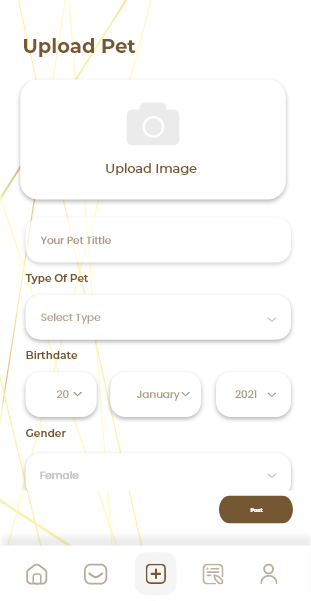 Upload Pet
Upload Image
Your Pet Tittle
Type Of Pet
Select Type
Birthdate
20 January 2021
Gender
Female
Post